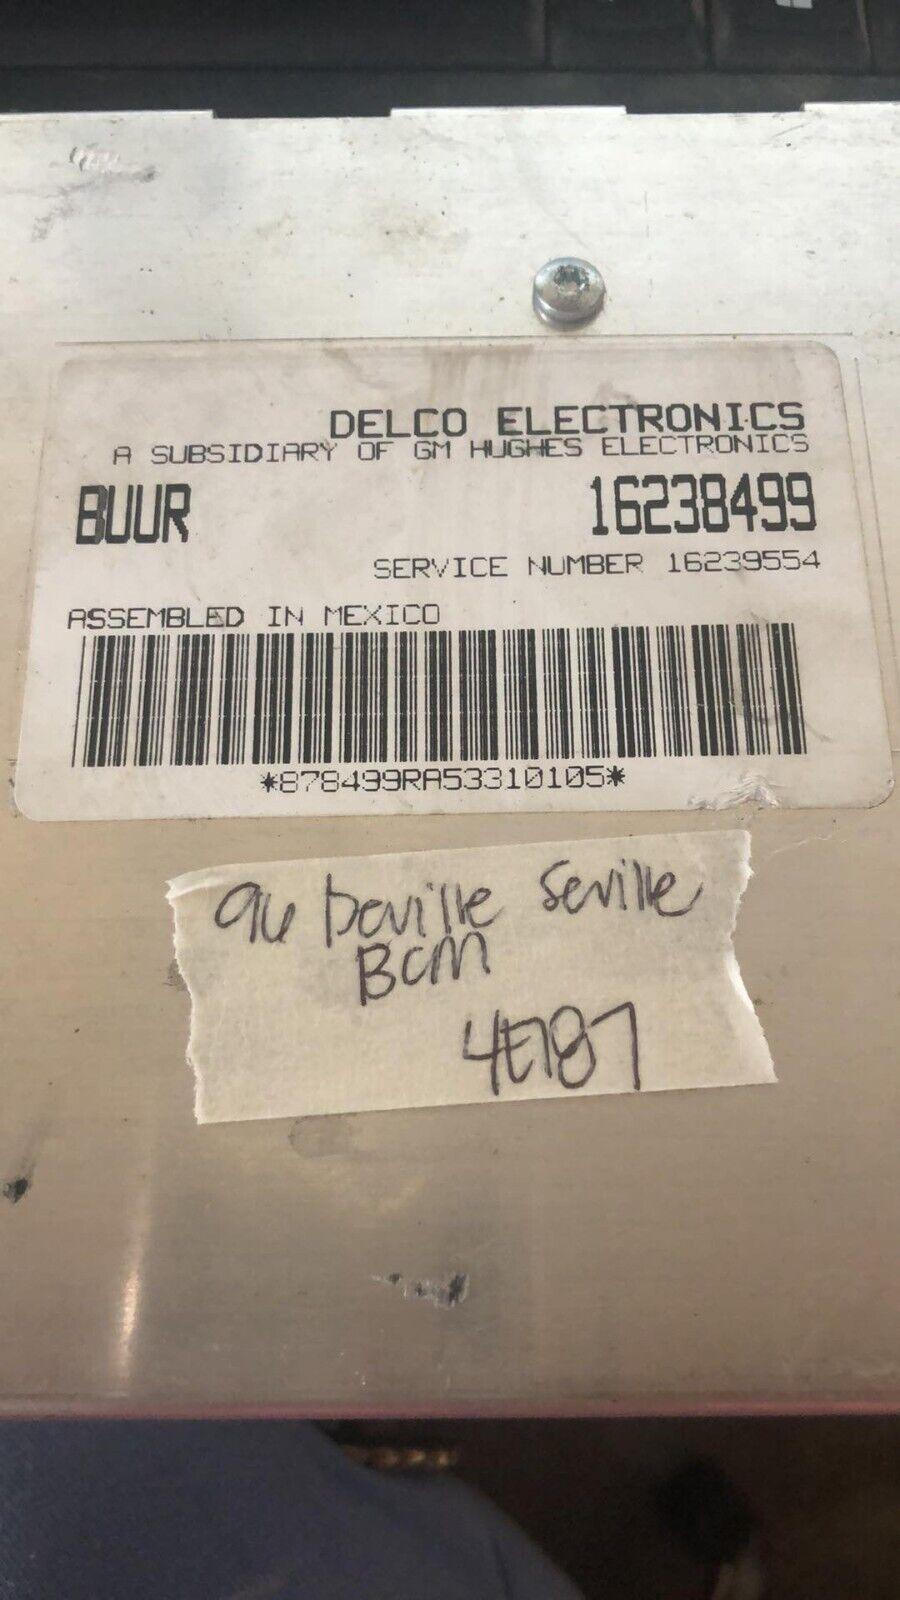 DELCO ELECTRONICS
A SUBSIDIARY OF GM HUGHES ELECTRONICS
BUUR 16238499
SERVICE NUMBER 16239554
ASSEMBLED IN MEXICO
*878499RA53310105*
96 Deville Seville
BCM